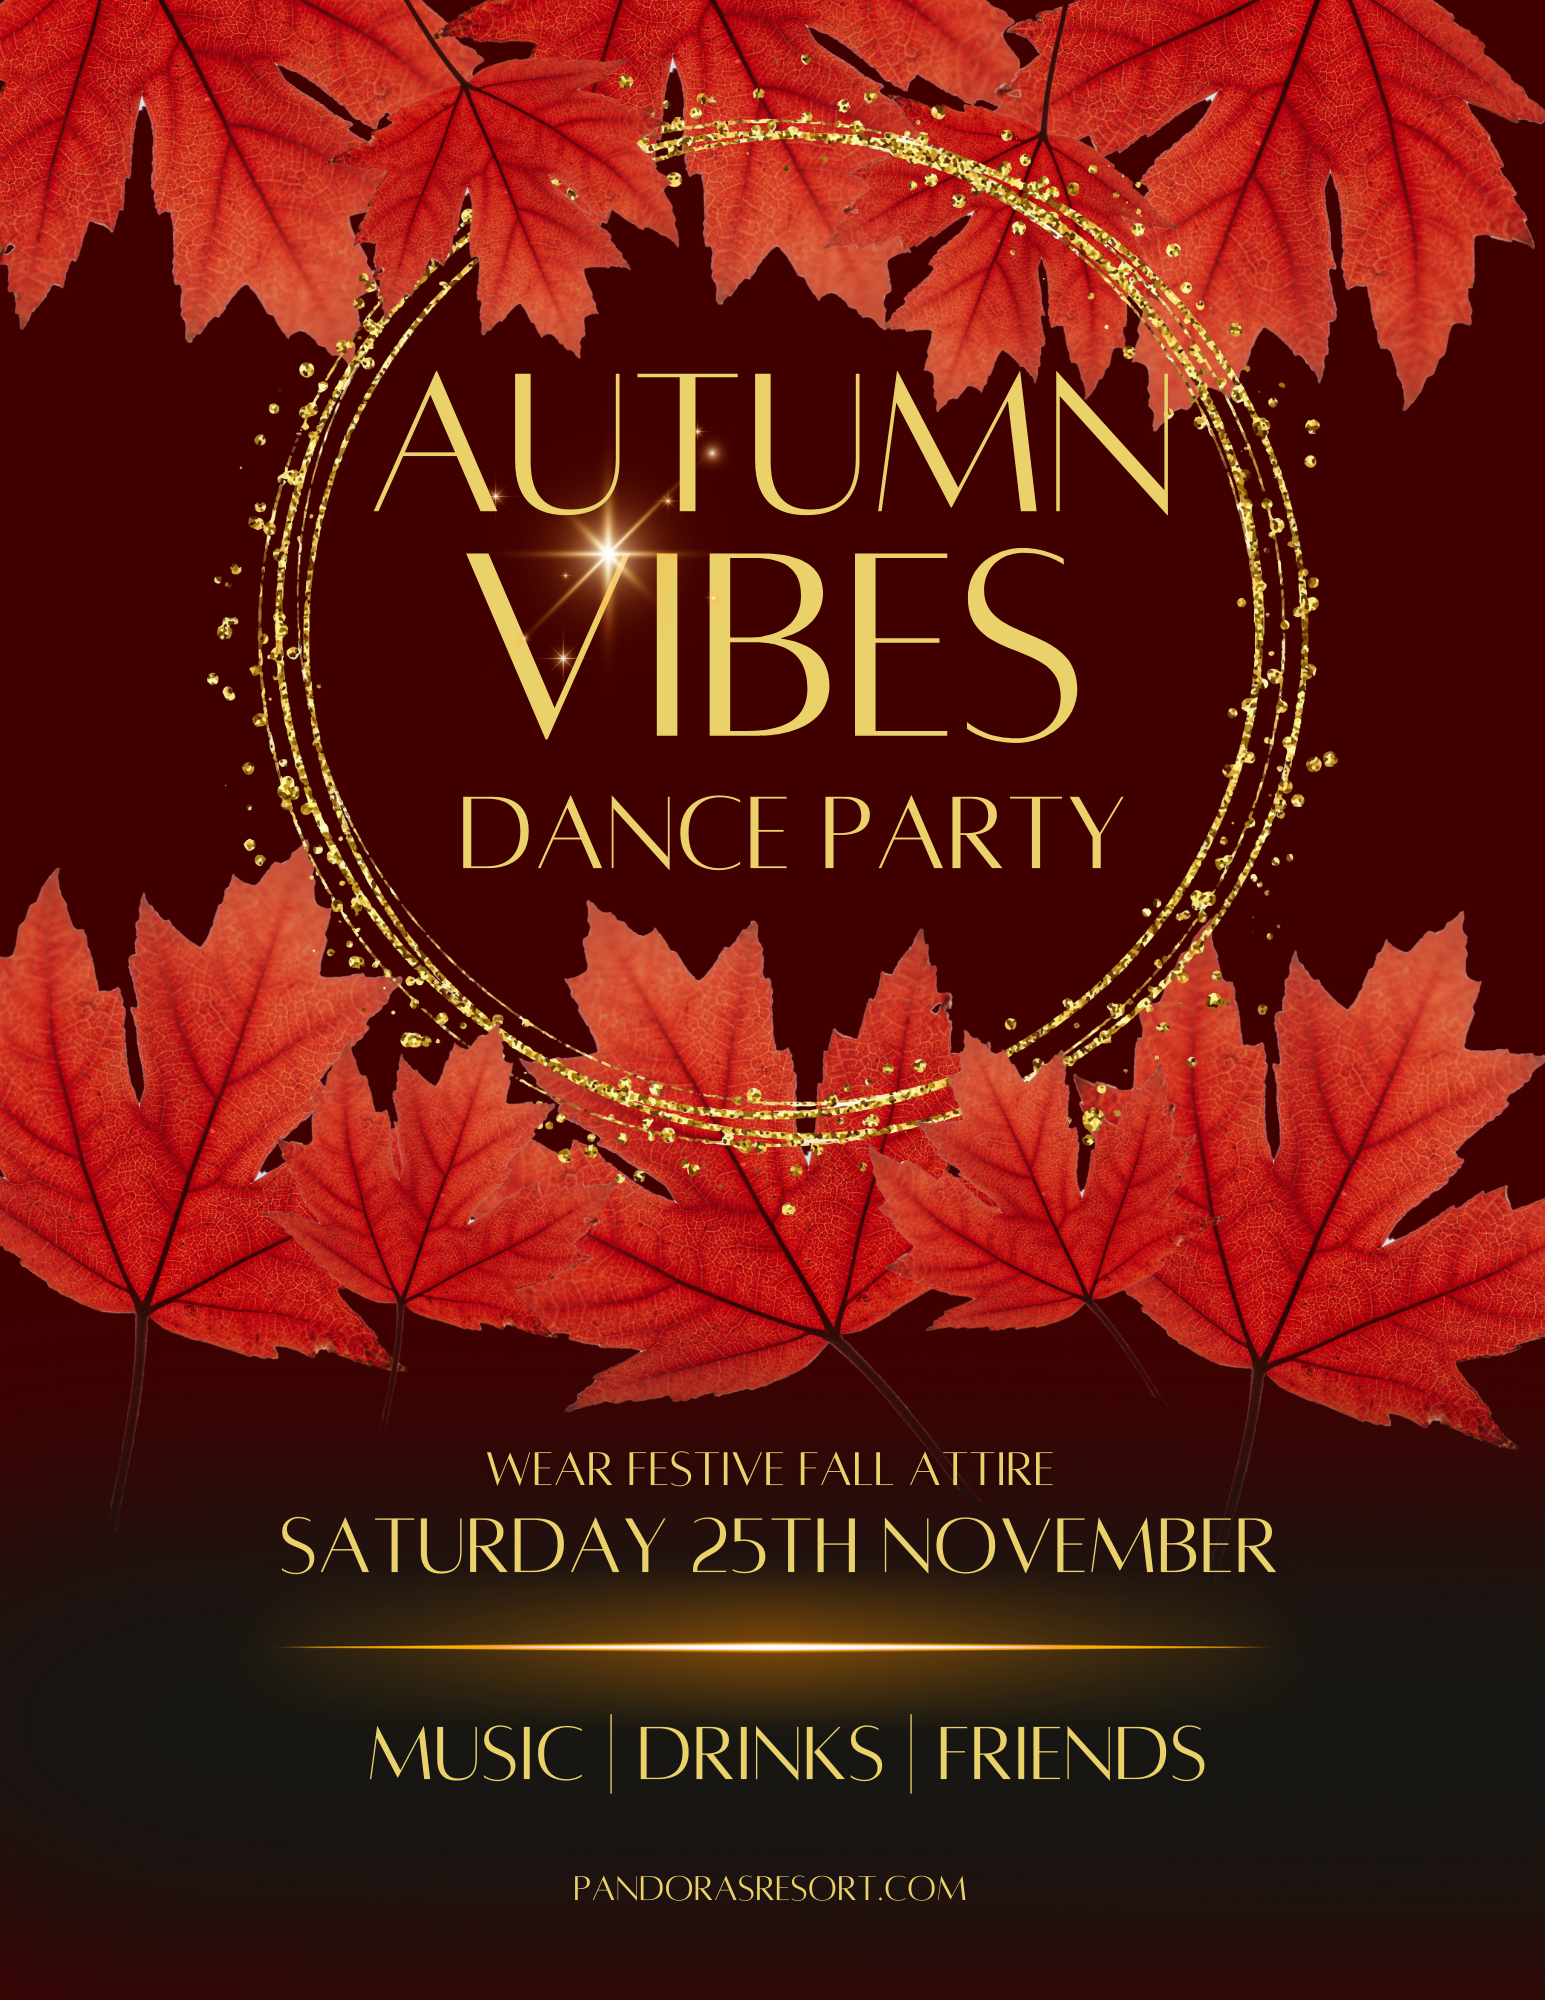 AUTUMN
VIBES
DANCE PARTY
WEAR FESTIVE FALL ATTIRE
SATURDAY 25TH NOVEMBER
MUSIC | DRINKS | FRIENDS
PANDORASRESORT.COM